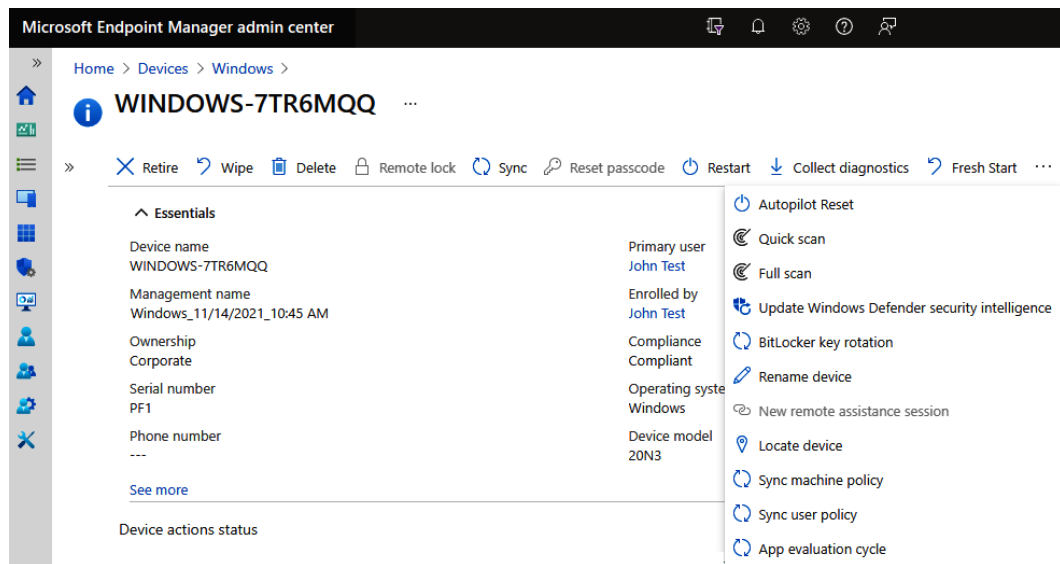 Microsoft Endpoint Manager admin center
Home > Devices > Windows >
WINDOWS-7TR6MQQ ...
Retire Wipe Delete Remote lock Sync Reset passcode Restart Collect diagnostics Fresh Start ...
Essentials
Device name
WINDOWS-7TR6MQQ
Management name
Windows_11/14/2021_10:45 AM
Ownership
Corporate
Serial number
PF1
Phone number
---
See more
Primary user
John Test
Enrolled by
John Test
Compliance
Compliant
Operating syste
Windows
Device model
20N3
Autopilot Reset
Quick scan
Full scan
Update Windows Defender security intelligence
BitLocker key rotation
Rename device
New remote assistance session
Locate device
Sync machine policy
Sync user policy
App evaluation cycle
Device actions status